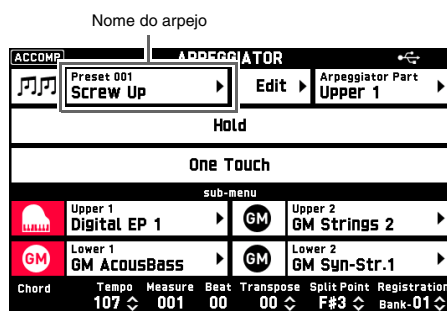 Nome do arpejo
ACCOMP ARPEGGIATOR
Preset 001
Screw Up
Edit
Arpeggiator Part
Upper 1
Hold
One Touch
sub-menu
Upper 1
Digital EP 1
GM
Upper 2
GM Strings 2
GM
Lower 1
GM AcousBass
GM
Lower 2
GM Syn-Str.1
Chord Tempo Measure Beat Transpose Split Point Registration
107 001 00 00 F#3 Bank-01